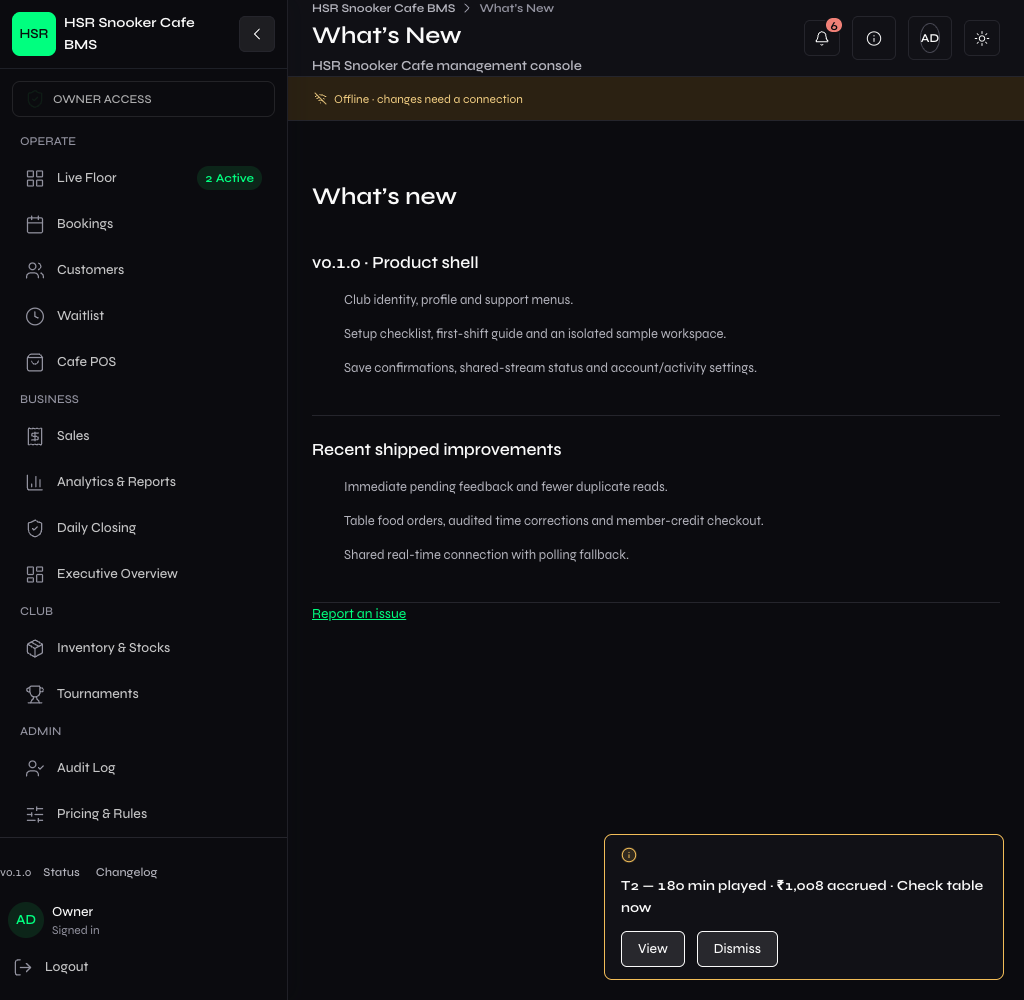 HSR
HSR Snooker Cafe
BMS
OWNER ACCESS
OPERATE
Live Floor
2 Active
Bookings
Customers
Waitlist
Cafe POS
BUSINESS
Sales
Analytics & Reports
Daily Closing
Executive Overview
CLUB
Inventory & Stocks
Tournaments
ADMIN
Audit Log
Pricing & Rules
v0.1.0 Status Changelog
AD
Owner
Signed in
Logout
HSR Snooker Cafe BMS > What's New
What's New
HSR Snooker Cafe management console
6
AD
Offline · changes need a connection
What's new
v0.1.0 · Product shell
Club identity, profile and support menus.
Setup checklist, first-shift guide and an isolated sample workspace.
Save confirmations, shared-stream status and account/activity settings.
Recent shipped improvements
Immediate pending feedback and fewer duplicate reads.
Table food orders, audited time corrections and member-credit checkout.
Shared real-time connection with polling fallback.
Report an issue
T2 — 180 min played · ₹1,008 accrued · Check table
now
View
Dismiss